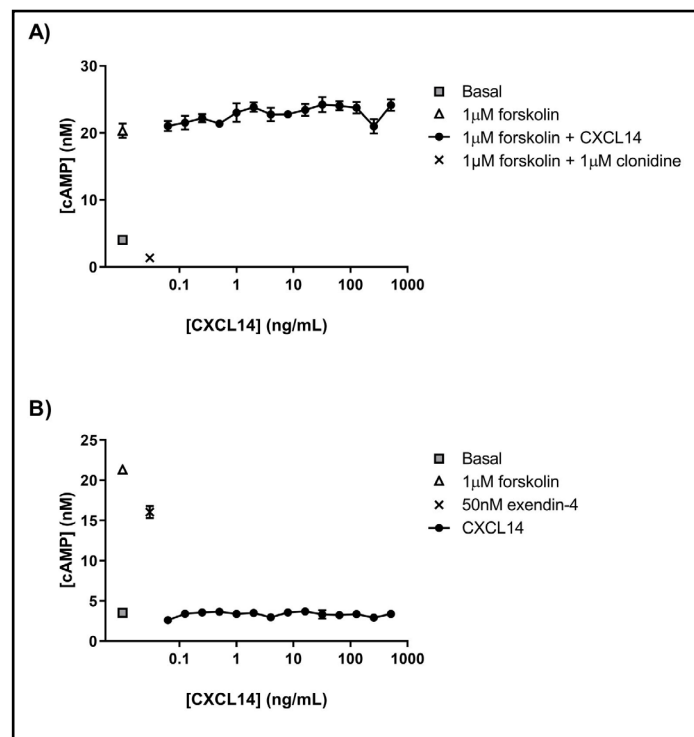 A)
30
20
10
0
[cAMP] (nM)
0.1 1 10 100 1000
[CXCL14] (ng/mL)
Basal
1μM forskolin
1μM forskolin + CXCL14
1μM forskolin + 1μM clonidine
B)
25
20
15
10
5
0
[cAMP] (nM)
0.1 1 10 100 1000
[CXCL14] (ng/mL)
Basal
1μM forskolin
50nM exendin-4
CXCL14